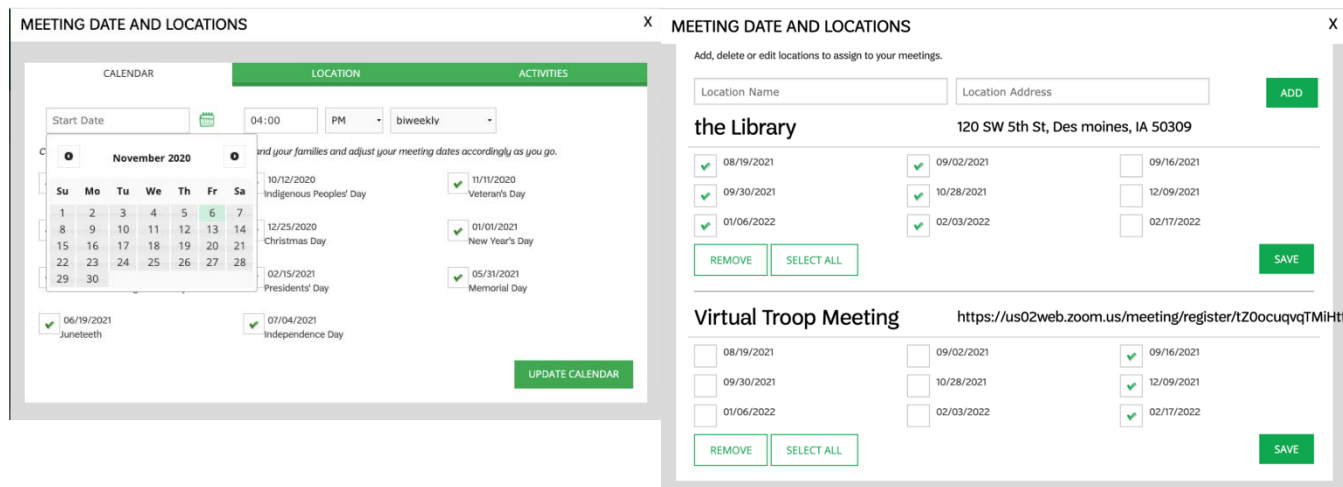 MEETING DATE AND LOCATIONS X
CALENDAR LOCATION ACTIVITIES
Start Date 04:00 PM biweekly
and your families and adjust your meeting dates accordingly as you go.
November 2020
Su Mo Tu We Th Fr Sa
1 2 3 4 5 6 7
8 9 10 11 12 13 14
15 16 17 18 19 20 21
22 23 24 25 26 27 28
29 30
10/12/2020 11/11/2020
Indigenous Peoples' Day Veteran's Day
12/25/2020 01/01/2021
Christmas Day New Year's Day
02/15/2021 05/31/2021
Presidents' Day Memorial Day
06/19/2021 07/04/2021
Juneteeth Independence Day
UPDATE CALENDAR
MEETING DATE AND LOCATIONS X
Add, delete or edit locations to assign to your meetings.
Location Name Location Address ADD
the Library 120 SW 5th St, Des moines, IA 50309
08/19/2021 09/02/2021 09/16/2021
09/30/2021 10/28/2021 12/09/2021
01/06/2022 02/03/2022 02/17/2022
REMOVE SELECT ALL SAVE
Virtual Troop Meeting https://us02web.zoom.us/meeting/register/tZ0ocuqvqTMiHt
08/19/2021 09/02/2021 09/16/2021
09/30/2021 10/28/2021 12/09/2021
01/06/2022 02/03/2022 02/17/2022
REMOVE SELECT ALL SAVE